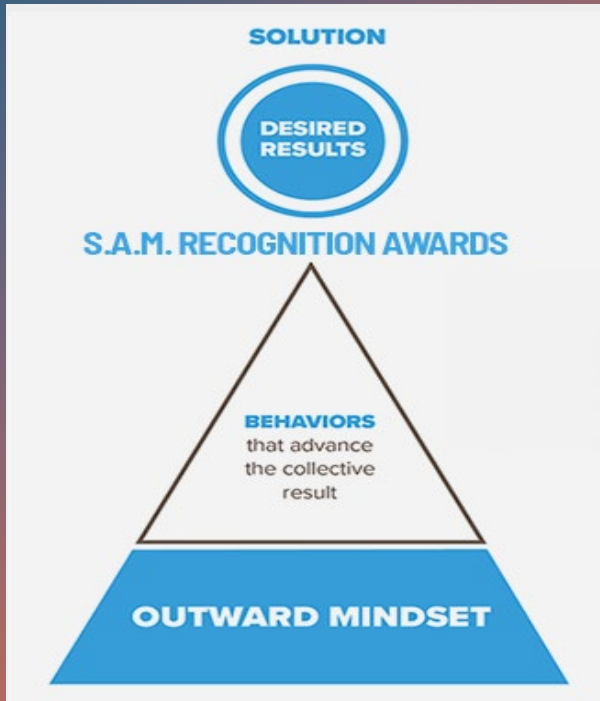 SOLUTION
DESIRED
RESULTS
S.A.M. RECOGNITION AWARDS
BEHAVIORS
that advance
the collective
result
OUTWARD MINDSET